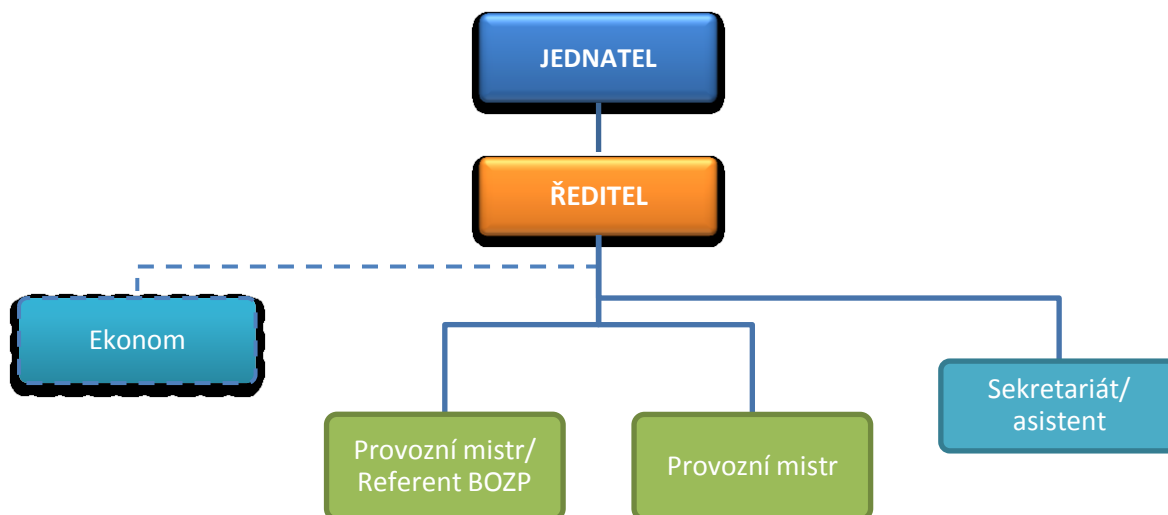 JEDNATEL
ŘEDITEL
Ekonom
Provozní mistr/
Referent BOZP
Provozní mistr
Sekretariát/
asistent